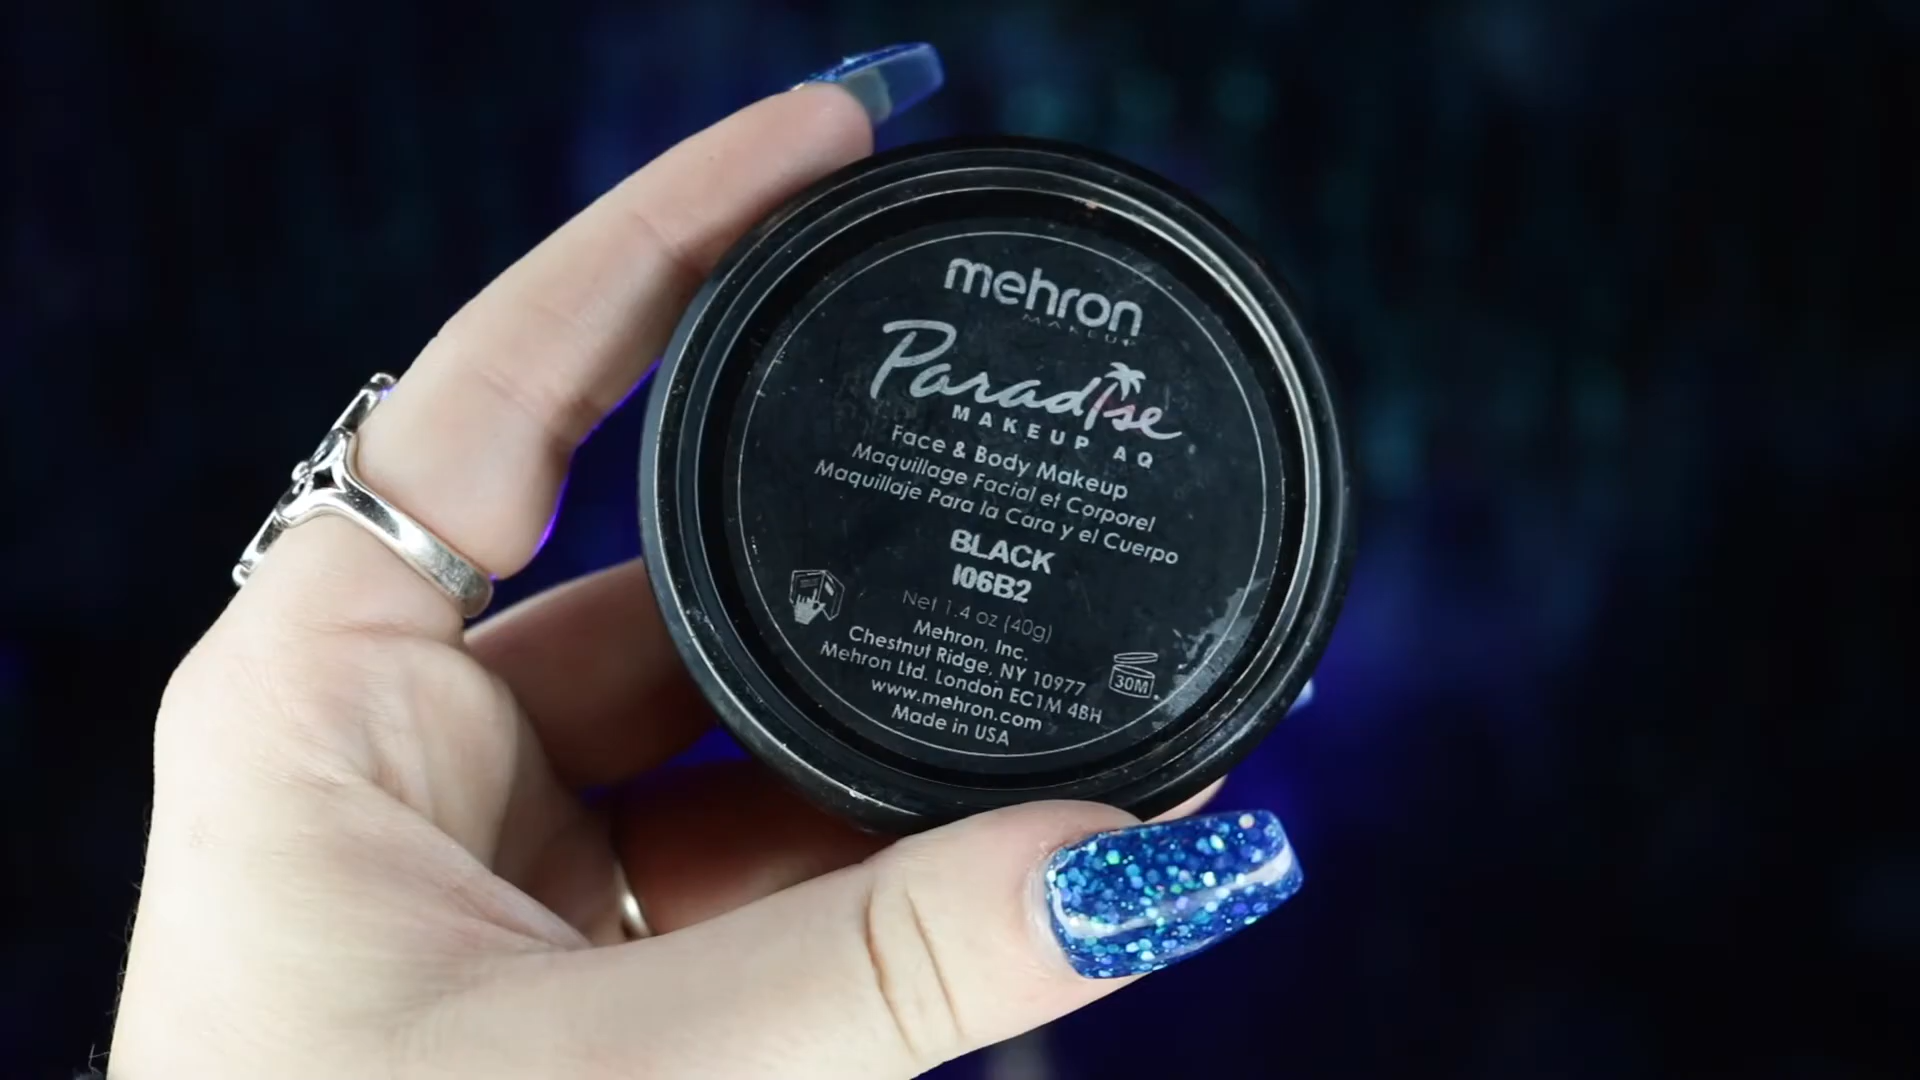 mehron
MAKEUP
Paradise
MAKEUP AQ
Face & Body Makeup
Maquillage Facial et Corporel
Maquillaje Para la Cara y el Cuerpo
BLACK
I06B2
Net 1.4 oz (40g)
Mehron, Inc.
Chestnut Ridge, NY 10977
Mehron Ltd. London EC1M 4BH
www.mehron.com
Made in USA
30M